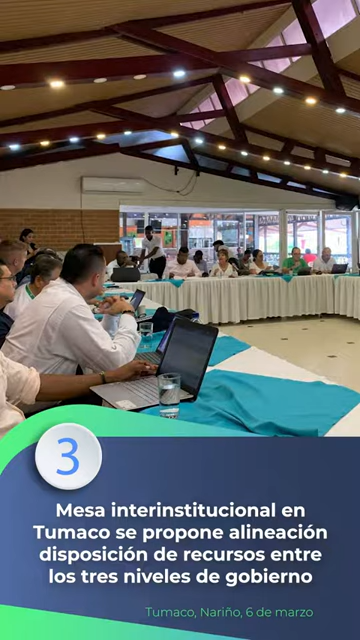 3
Mesa interinstitucional en
Tumaco se propone alineación
disposición de recursos entre
los tres niveles de gobierno
Tumaco, Nariño, 6 de marzo